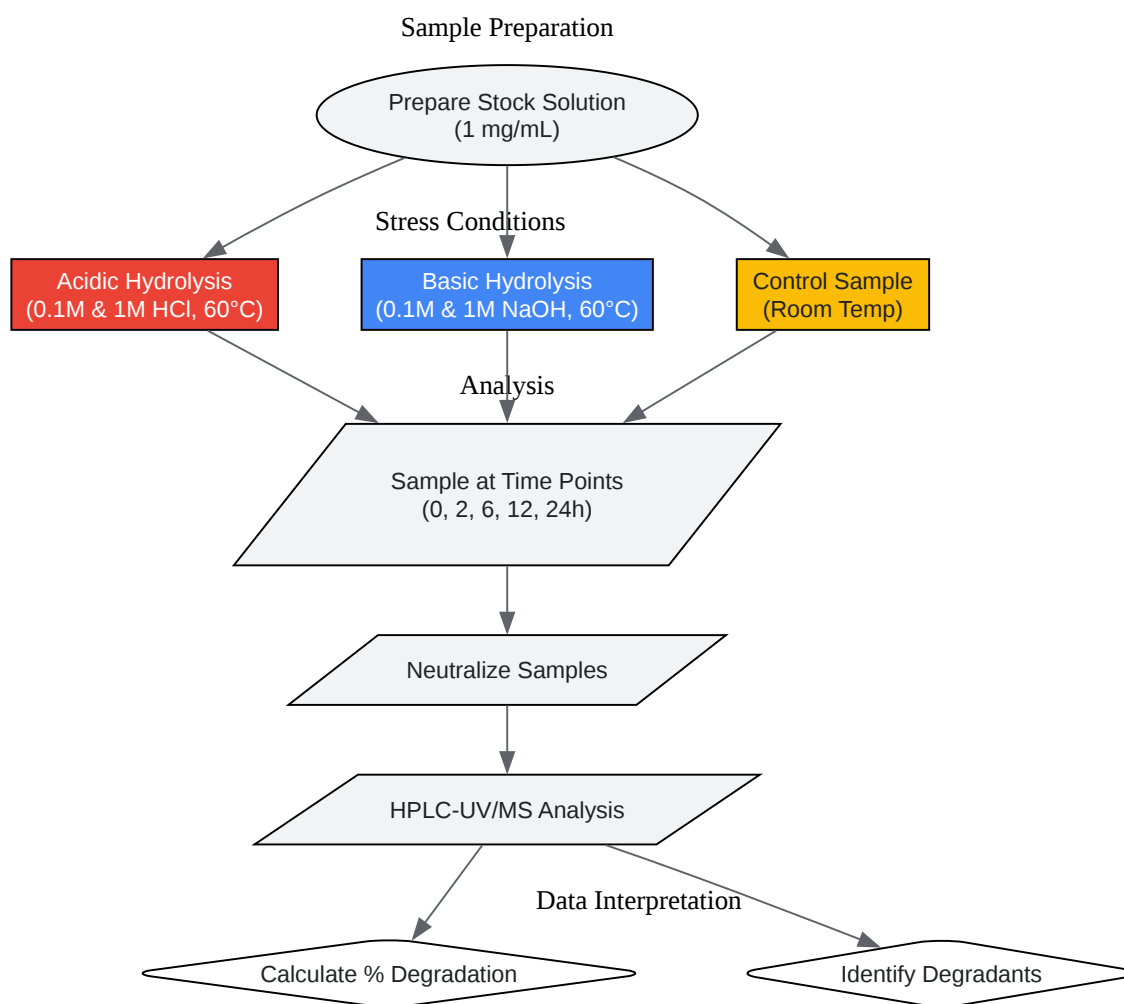 Sample Preparation
Prepare Stock Solution
(1 mg/mL)
Stress Conditions
Acidic Hydrolysis
(0.1M & 1M HCl, 60°C)
Basic Hydrolysis
(0.1M & 1M NaOH, 60°C)
Control Sample
(Room Temp)
Analysis
Sample at Time Points
(0, 2, 6, 12, 24h)
Neutralize Samples
HPLC-UV/MS Analysis
Data Interpretation
Calculate % Degradation
Identify Degradants